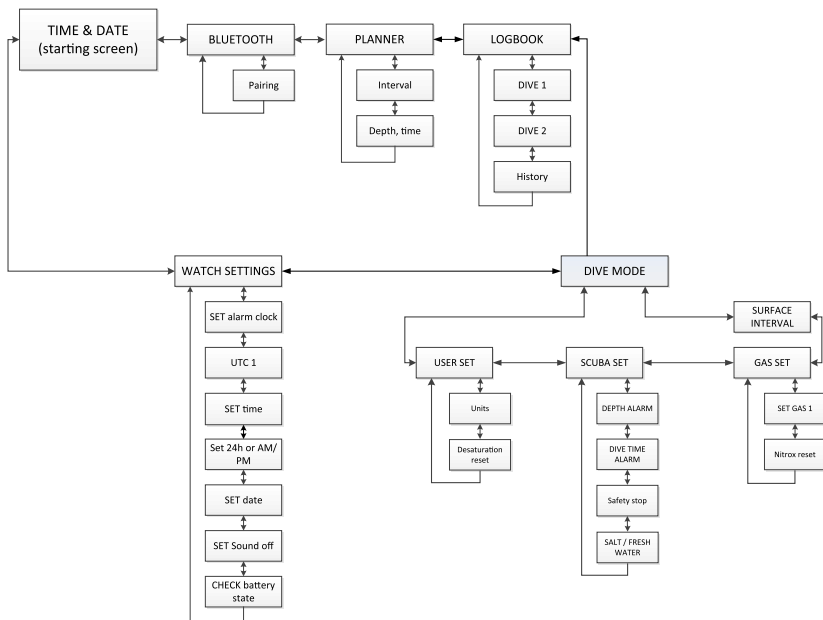 TIME & DATE
(starting screen)
BLUETOOTH
PLANNER
LOGBOOK
Pairing
Interval
DIVE 1
Depth, time
DIVE 2
History
WATCH SETTINGS
DIVE MODE
SET alarm clock
SURFACE
INTERVAL
UTC 1
USER SET
SCUBA SET
GAS SET
SET time
Units
DEPTH ALARM
SET GAS 1
Set 24h or AM/
PM
Desaturation
reset
DIVE TIME
ALARM
Nitrox reset
SET date
Safety stop
SET Sound off
SALT / FRESH
WATER
CHECK battery
state